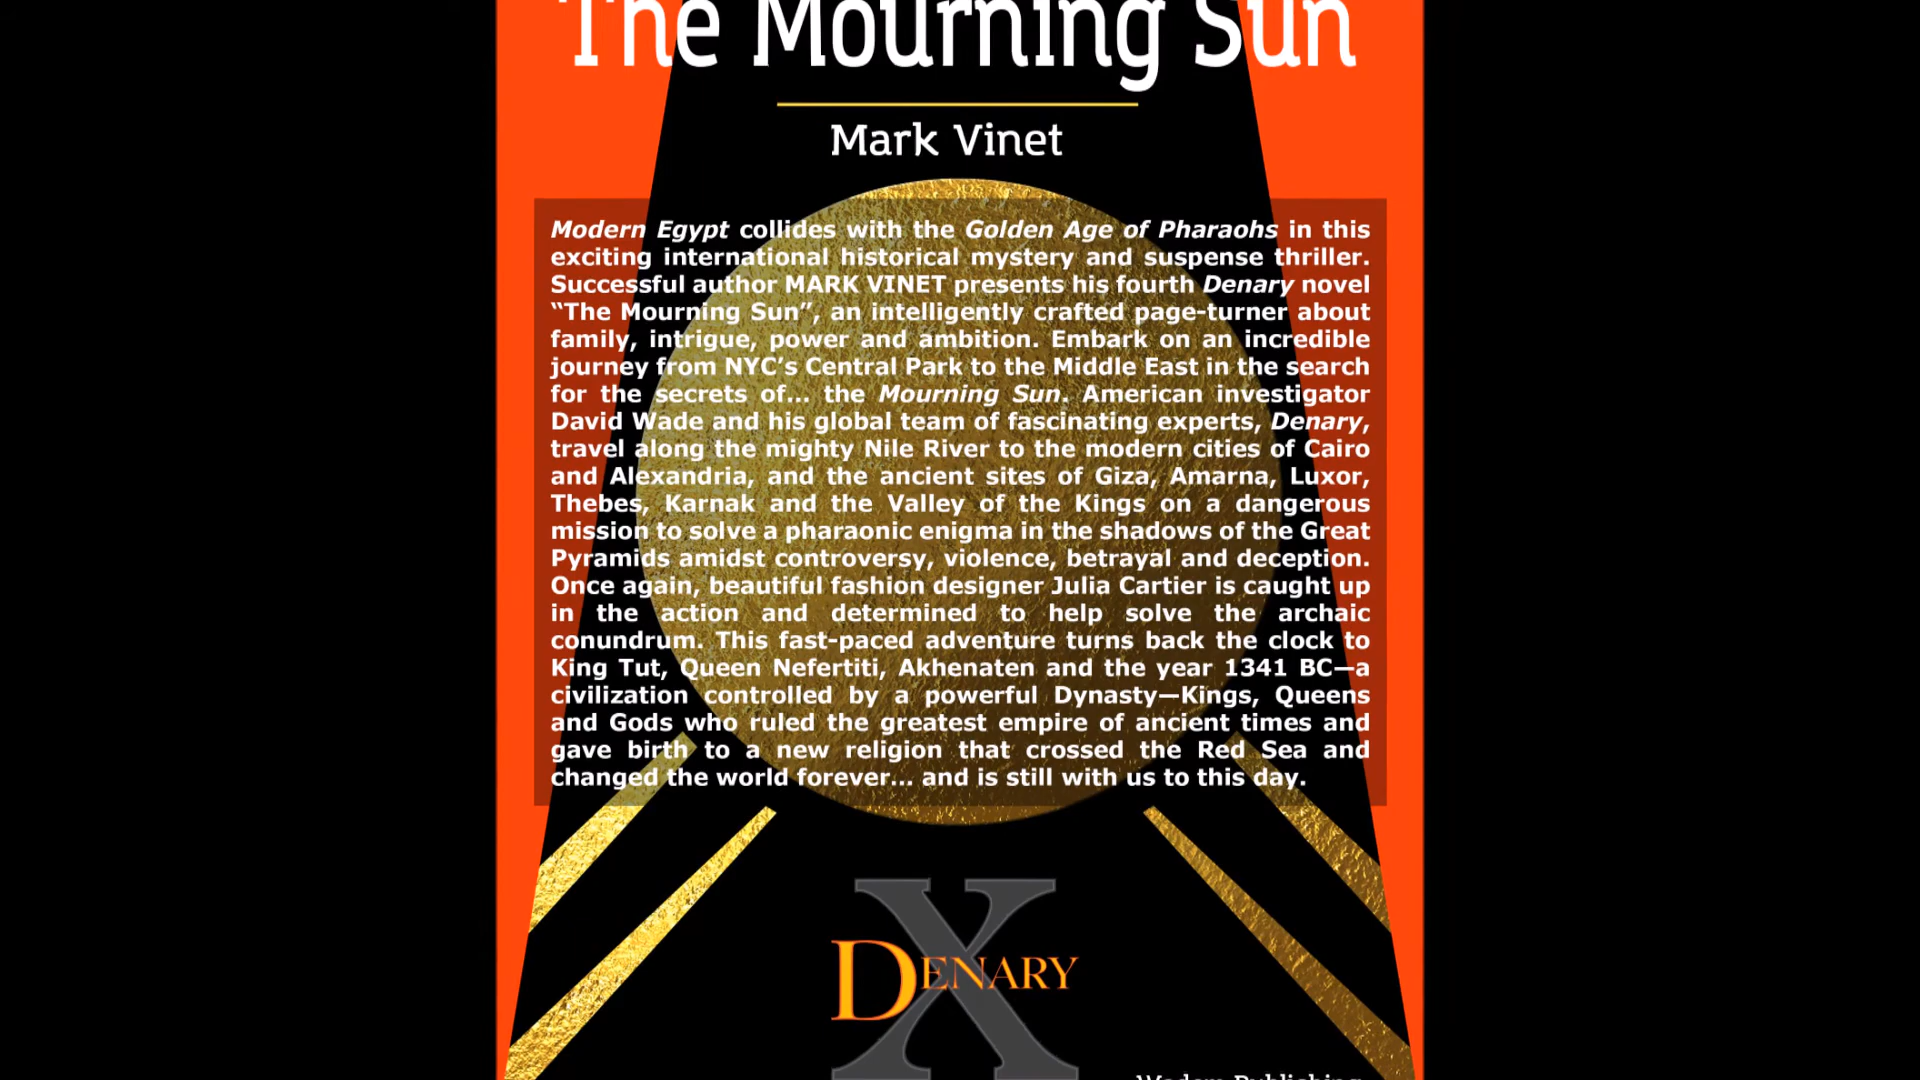 The Mourning Sun
Mark Vinet
Modern Egypt collides with the Golden Age of Pharaohs in this
exciting international historical mystery and suspense thriller.
Successful author MARK VINET presents his fourth Denary novel
“The Mourning Sun”, an intelligently crafted page-turner about
family, intrigue, power and ambition. Embark on an incredible
journey from NYC’s Central Park to the Middle East in the search
for the secrets of... the Mourning Sun. American investigator
David Wade and his global team of fascinating experts, Denary,
travel along the mighty Nile River to the modern cities of Cairo
and Alexandria, and the ancient sites of Giza, Amarna, Luxor,
Thebes, Karnak and the Valley of the Kings on a dangerous
mission to solve a pharaonic enigma in the shadows of the Great
Pyramids amidst controversy, violence, betrayal and deception.
Once again, beautiful fashion designer Julia Cartier is caught up
in the action and determined to help solve the archaic
conundrum. This fast-paced adventure turns back the clock to
King Tut, Queen Nefertiti, Akhenaten and the year 1341 BC—a
civilization controlled by a powerful Dynasty—Kings, Queens
and Gods who ruled the greatest empire of ancient times and
gave birth to a new religion that crossed the Red Sea and
changed the world forever... and is still with us to this day.
X
DENARY
Wadem Publishing